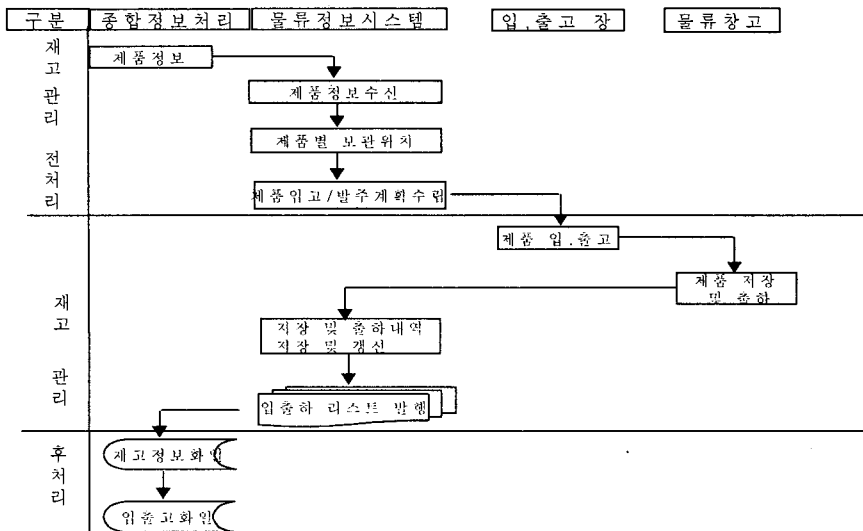 구분 종합정보처리 물류정보시스템 입,출고 장 물류창고
재고 관리 전처리
제품정보
제품정보수신
제품별 보관위치
제품입고/발주계획수립
재고 관리
제품 입,출고
제품 저장
및 출하
저장 및 출하내역
저장 및 갱신
입출하 리스트 발행
후처리
재고정보화일
입출고화일